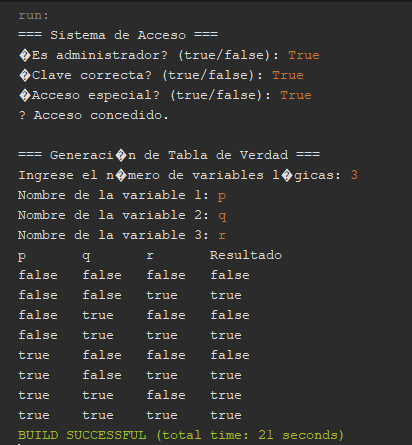 run:
=== Sistema de Acceso ===
�Es administrador? (true/false): True
�Clave correcta? (true/false): True
�Acceso especial? (true/false): True
? Acceso concedido.
=== Generaci�n de Tabla de Verdad ===
Ingrese el n�mero de variables l�gicas: 3
Nombre de la variable 1: p
Nombre de la variable 2: q
Nombre de la variable 3: r
p q r Resultado
false false false false
false false true true
false true false false
false true true true
true false false false
true false true true
true true false true
true true true true
BUILD SUCCESSFUL (total time: 21 seconds)